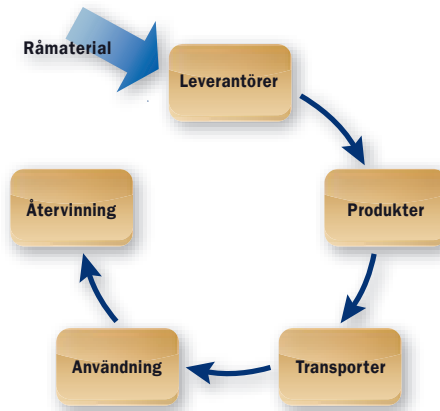 Råmaterial
Leverantörer
Produkter
Transporter
Användning
Återvinning